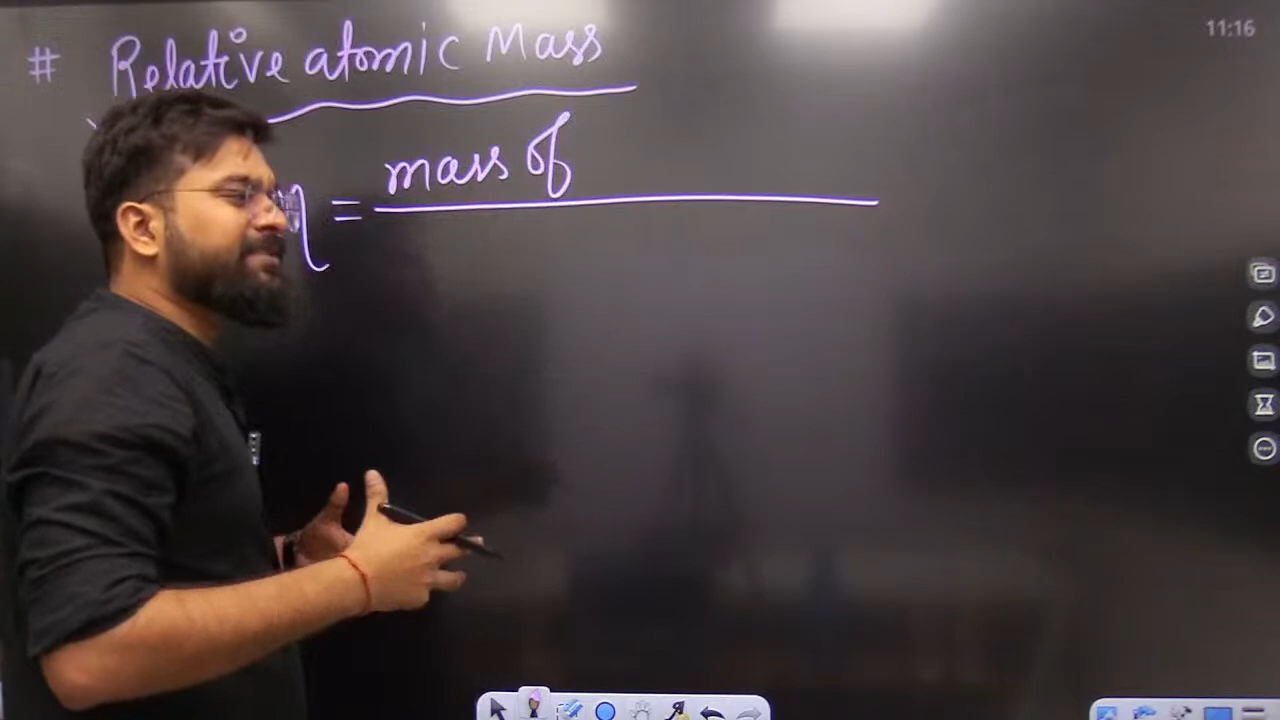 # Relative atomic Mass
11:16
mass of
=